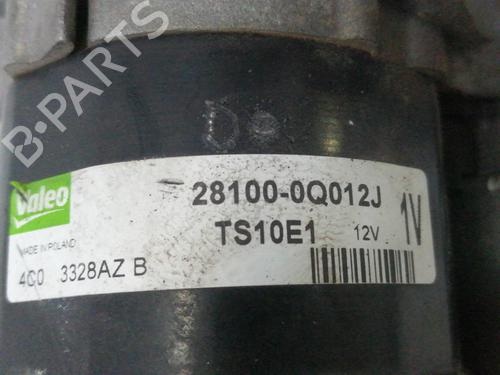 B-PARTS
Valeo
28100-0Q012J
1V
TS10E1 12V
MADE IN POLAND
4C0 3328AZ B